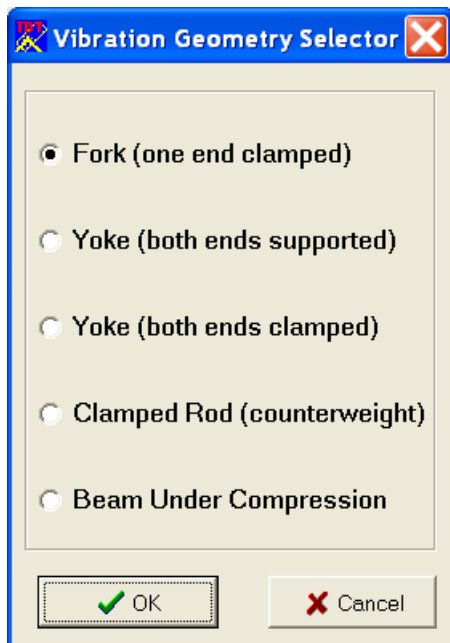 TDT
Vibration Geometry Selector
Fork (one end clamped)
Yoke (both ends supported)
Yoke (both ends clamped)
Clamped Rod (counterweight)
Beam Under Compression
OK
Cancel